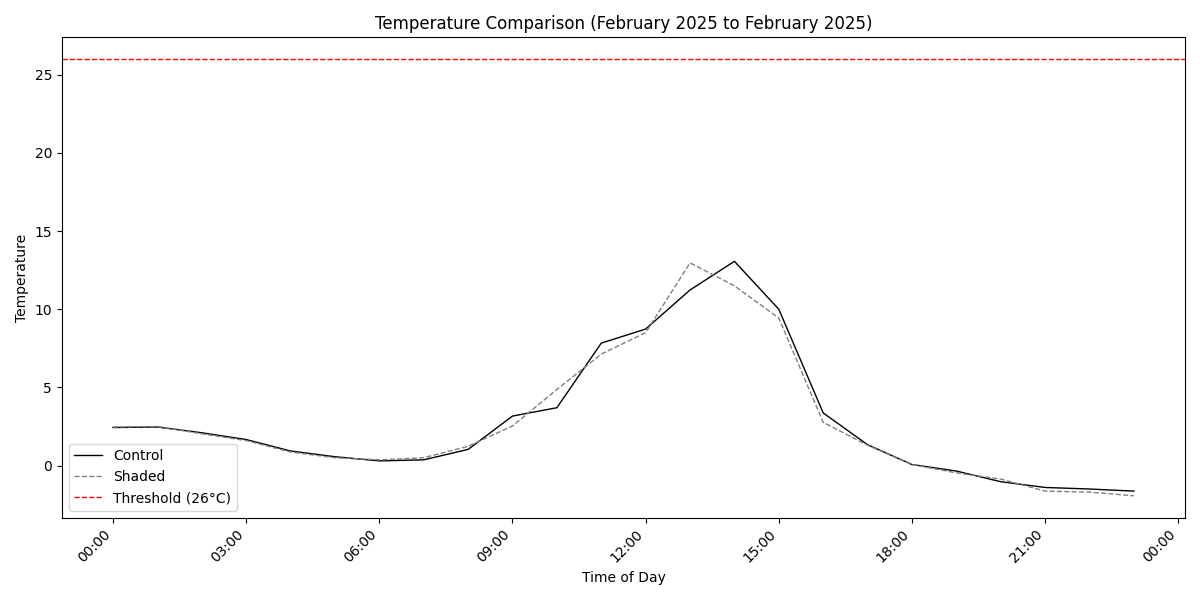 Temperature Comparison (February 2025 to February 2025)
25
20
15
10
5
0
Temperature
Control
Shaded
Threshold (26°C)
00:00
03:00
06:00
09:00
12:00
15:00
18:00
21:00
00:00
Time of Day